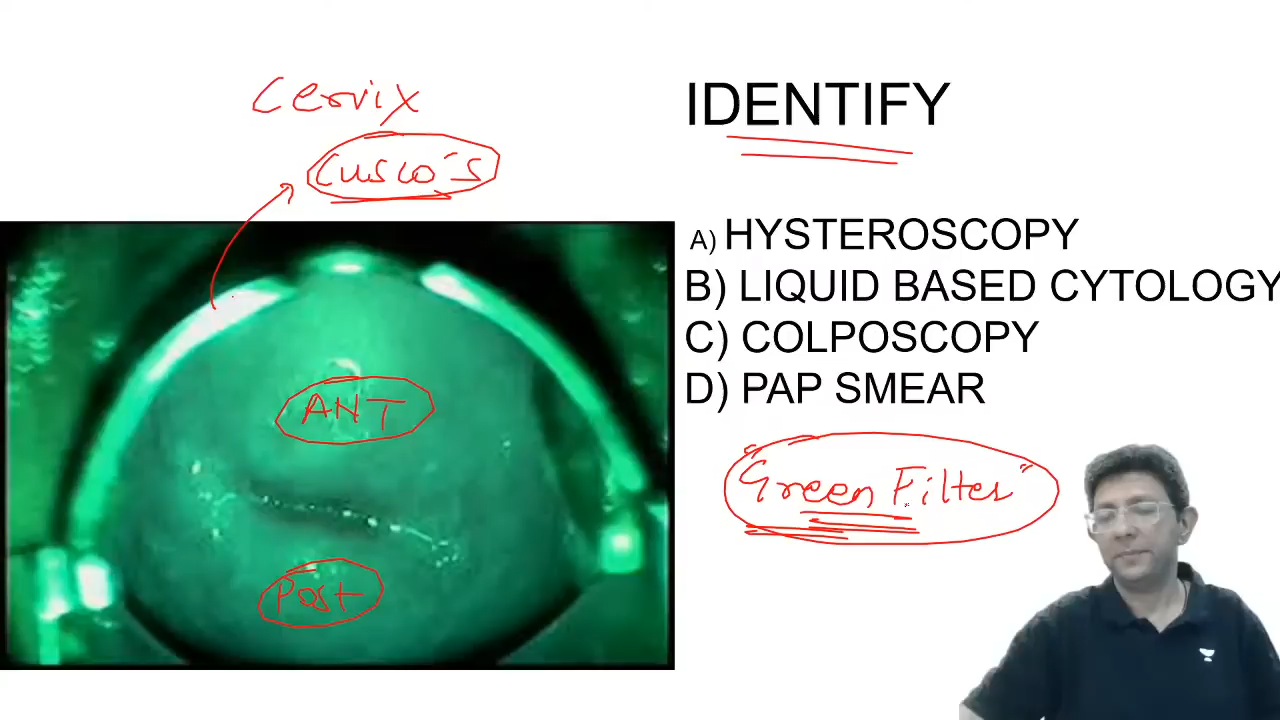 Cervix
Cusco's
IDENTIFY
A) HYSTEROSCOPY
B) LIQUID BASED CYTOLOGY
C) COLPOSCOPY
D) PAP SMEAR
ANT
"Green Filter"
Post